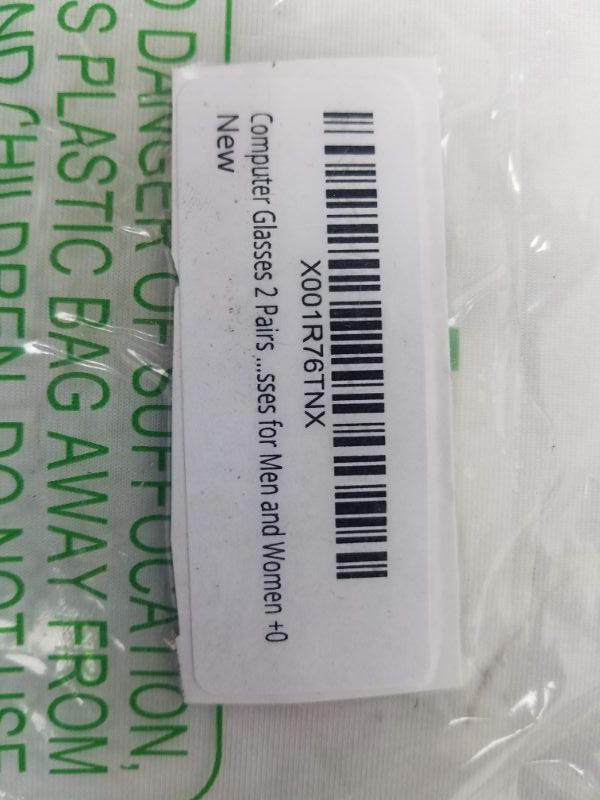 X001R76TNX
Computer Glasses 2 Pairs ...sses for Men and Women +0
New
DANGER OF SUFFOCATION,
S PLASTIC BAG AWAY FROM
ND CHILDREN. DO NOT USE